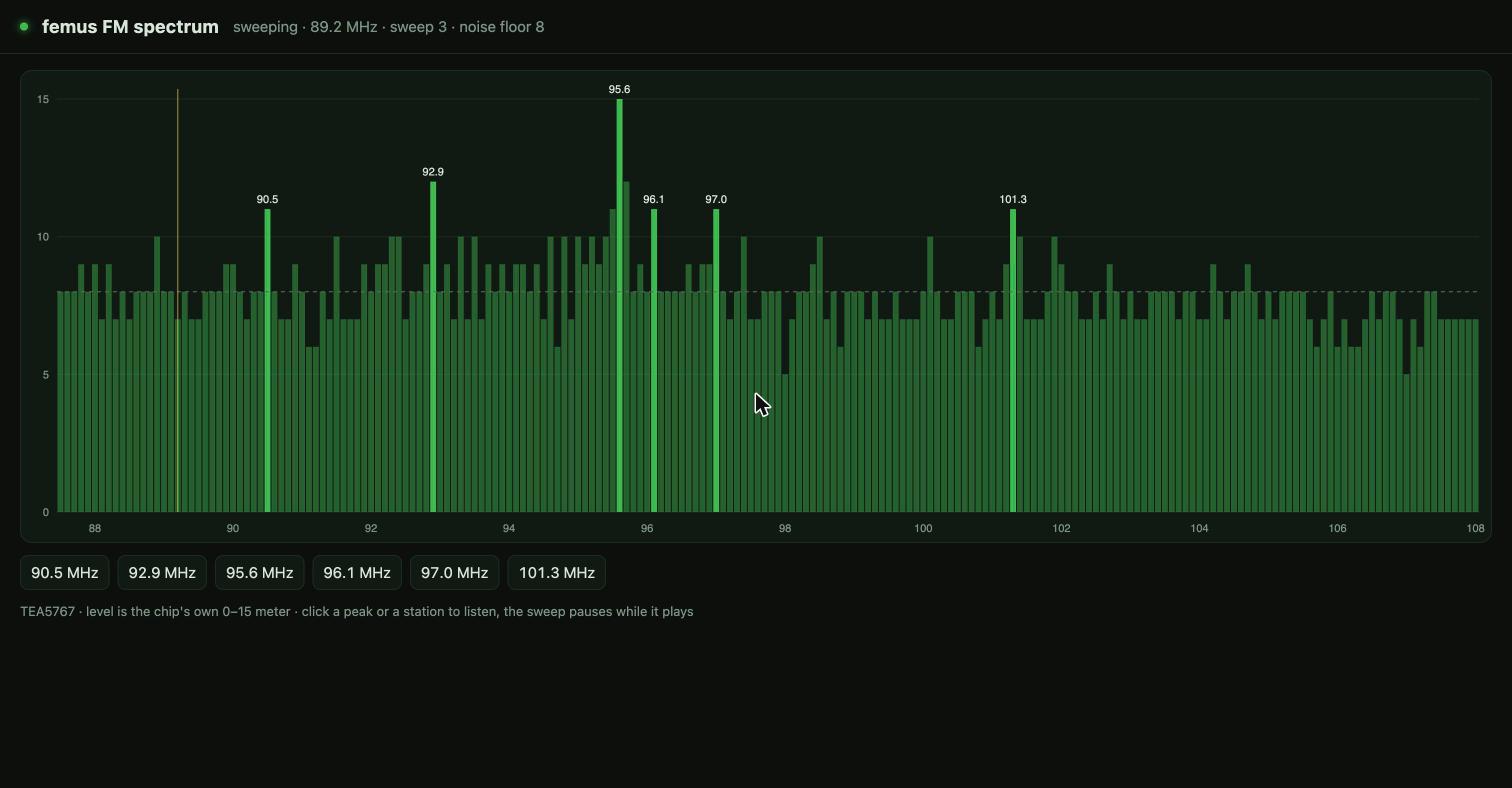 femus FM spectrum sweeping · 89.2 MHz · sweep 3 · noise floor 8
95.6
15
92.9
90.5 96.1 97.0 101.3
10
5
0
88 90 92 94 96 98 100 102 104 106 108
90.5 MHz 92.9 MHz 95.6 MHz 96.1 MHz 97.0 MHz 101.3 MHz
TEA5767 · level is the chip's own 0–15 meter · click a peak or a station to listen, the sweep pauses while it plays